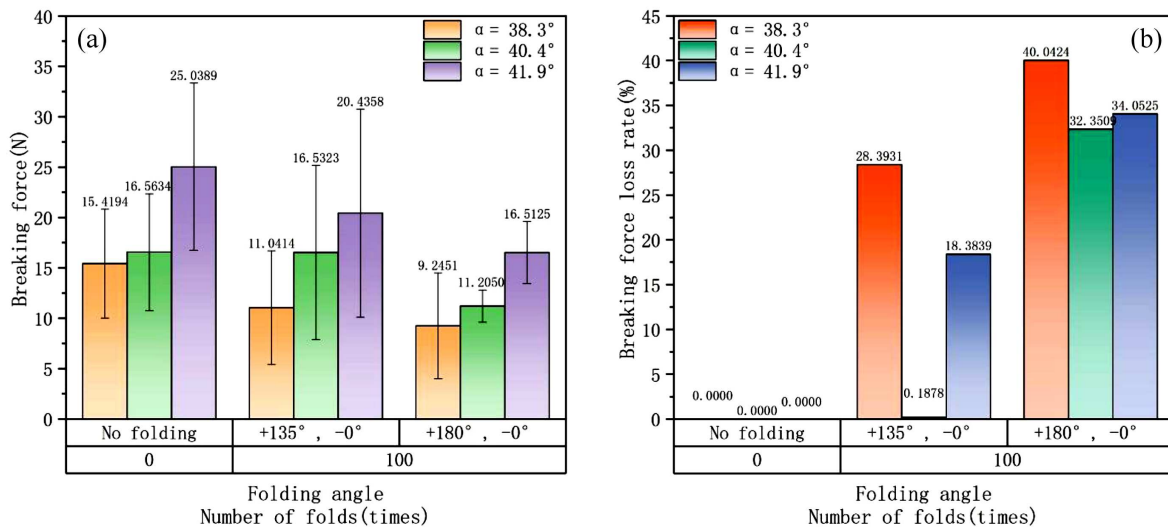 (a)
α = 38.3°
α = 40.4°
α = 41.9°
Breaking force(N)
40
35
30
25
20
15
10
5
0
15.4194
16.5634
25.0389
11.0414
16.5323
20.4358
9.2451
11.2050
16.5125
No folding
+135°, -0°
+180°, -0°
0
100
Folding angle
Number of folds(times)
(b)
α = 38.3°
α = 40.4°
α = 41.9°
Breaking force loss rate(%)
45
40
35
30
25
20
15
10
5
0
0.0000
0.0000
0.0000
28.3931
0.1878
18.3839
40.0424
32.3509
34.0525
No folding
+135°, -0°
+180°, -0°
0
100
Folding angle
Number of folds(times)